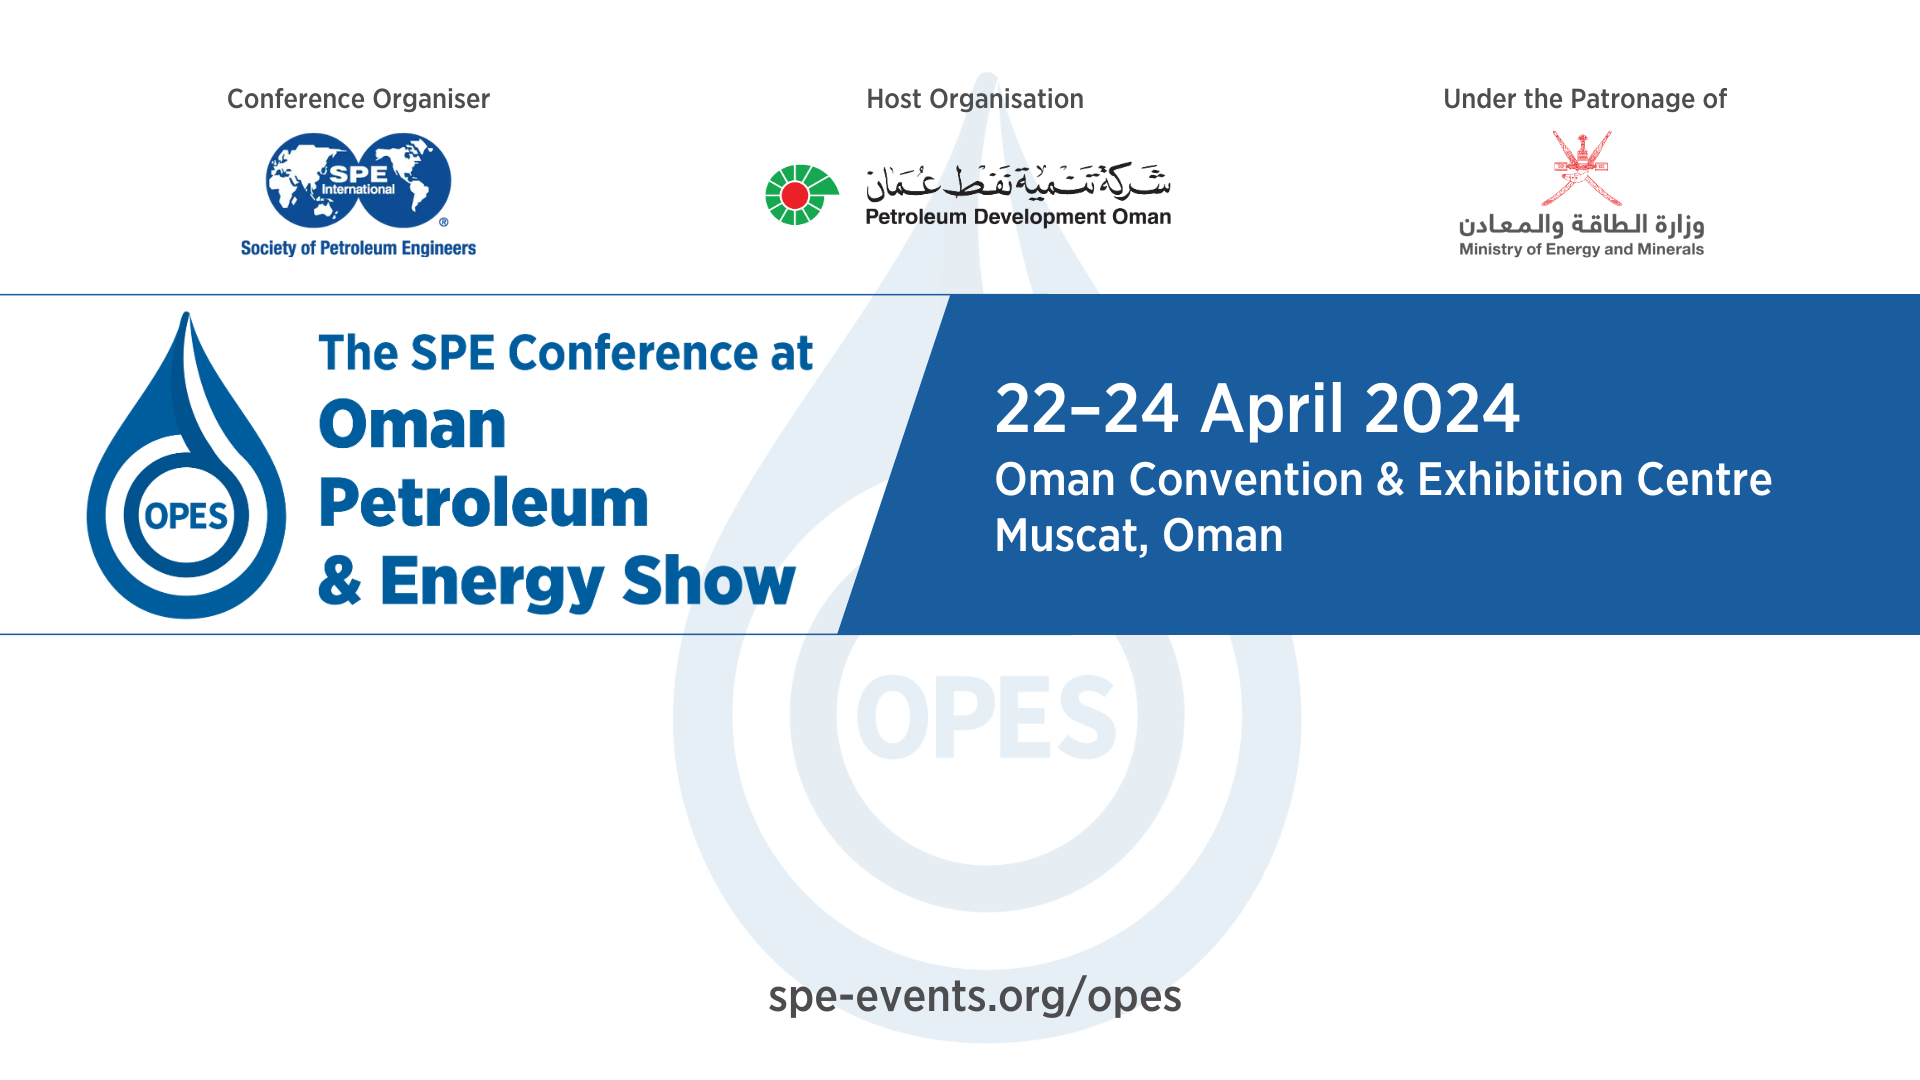 Conference Organiser
SPE
International
®
Society of Petroleum Engineers
Host Organisation
شركة تنمية نفط عُمان
Petroleum Development Oman
Under the Patronage of
وزارة الطاقة والمعادن
Ministry of Energy and Minerals
OPES
The SPE Conference at
Oman
Petroleum
& Energy Show
22–24 April 2024
Oman Convention & Exhibition Centre
Muscat, Oman
OPES
spe-events.org/opes